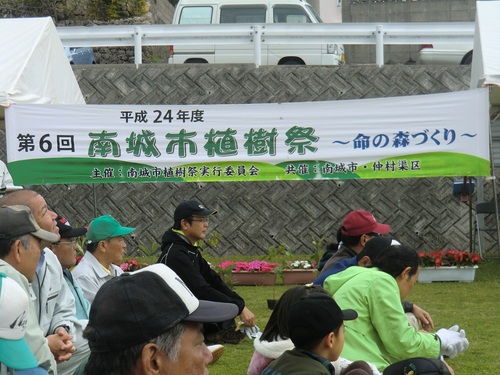 平成24年度
第6回 南城市植樹祭 ～命の森づくり～
主催：南城市植樹祭実行委員会 共催：南城市・仲村渠区